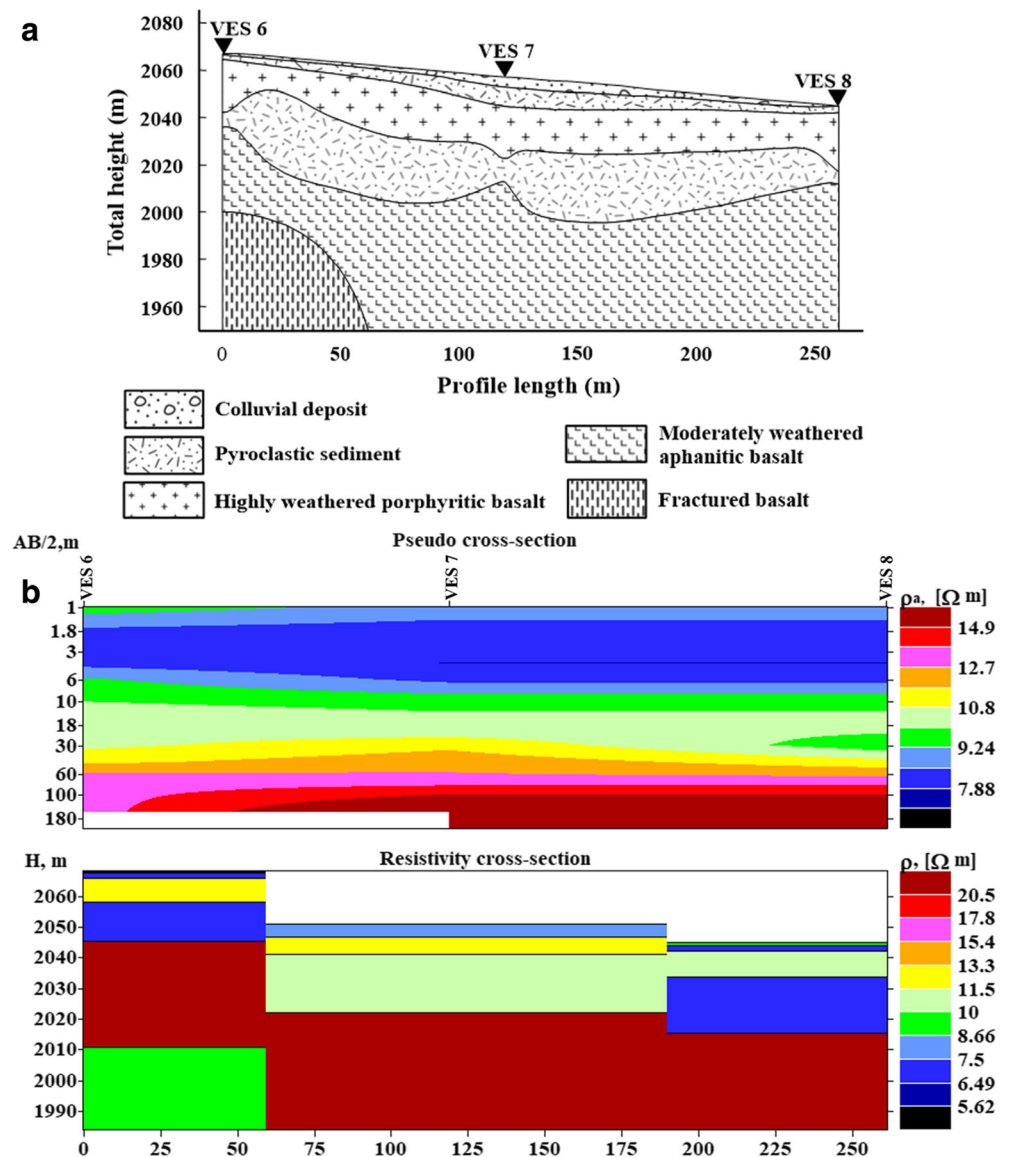 a
2080
2060
2040
2020
2000
1980
1960
Total height (m)
VES 6
VES 7
VES 8
0 50 100 150 200 250
Profile length (m)
Colluvial deposit
Pyroclastic sediment
Highly weathered porphyritic basalt
Moderately weathered
aphanitic basalt
Fractured basalt
b
AB/2,m
Pseudo cross-section
VES 6
VES 7
VES 8
1
1.8
3
6
10
18
30
60
100
180
ρa, [Ω m]
14.9
12.7
10.8
9.24
7.88
H, m
Resistivity cross-section
2060
2050
2040
2030
2020
2010
2000
1990
0 25 50 75 100 125 150 175 200 225 250
ρ, [Ω m]
20.5
17.8
15.4
13.3
11.5
10
8.66
7.5
6.49
5.62